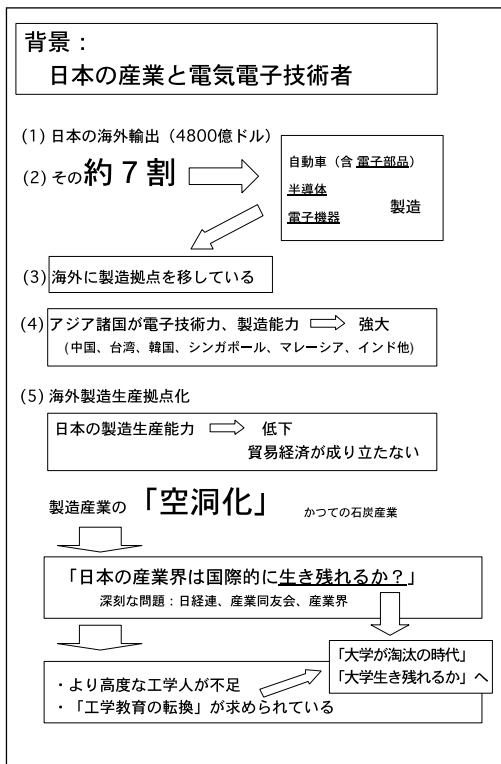 背景：
日本の産業と電気電子技術者
(1) 日本の海外輸出（4800億ドル）
(2) その約７割
自動車（含 電子部品）
半導体
電子機器
製造
(3) 海外に製造拠点を移している
(4) アジア諸国が電子技術力、製造能力 強大
(中国、台湾、韓国、シンガポール、マレーシア、インド他)
(5) 海外製造生産拠点化
日本の製造生産能力 低下
貿易経済が成り立たない
製造産業の 「空洞化」 かつての石炭産業
「日本の産業界は国際的に生き残れるか？」
深刻な問題：日経連、産業同友会、産業界
「大学が淘汰の時代」
「大学生き残れるか」へ
・より高度な工学人が不足
・「工学教育の転換」が求められている